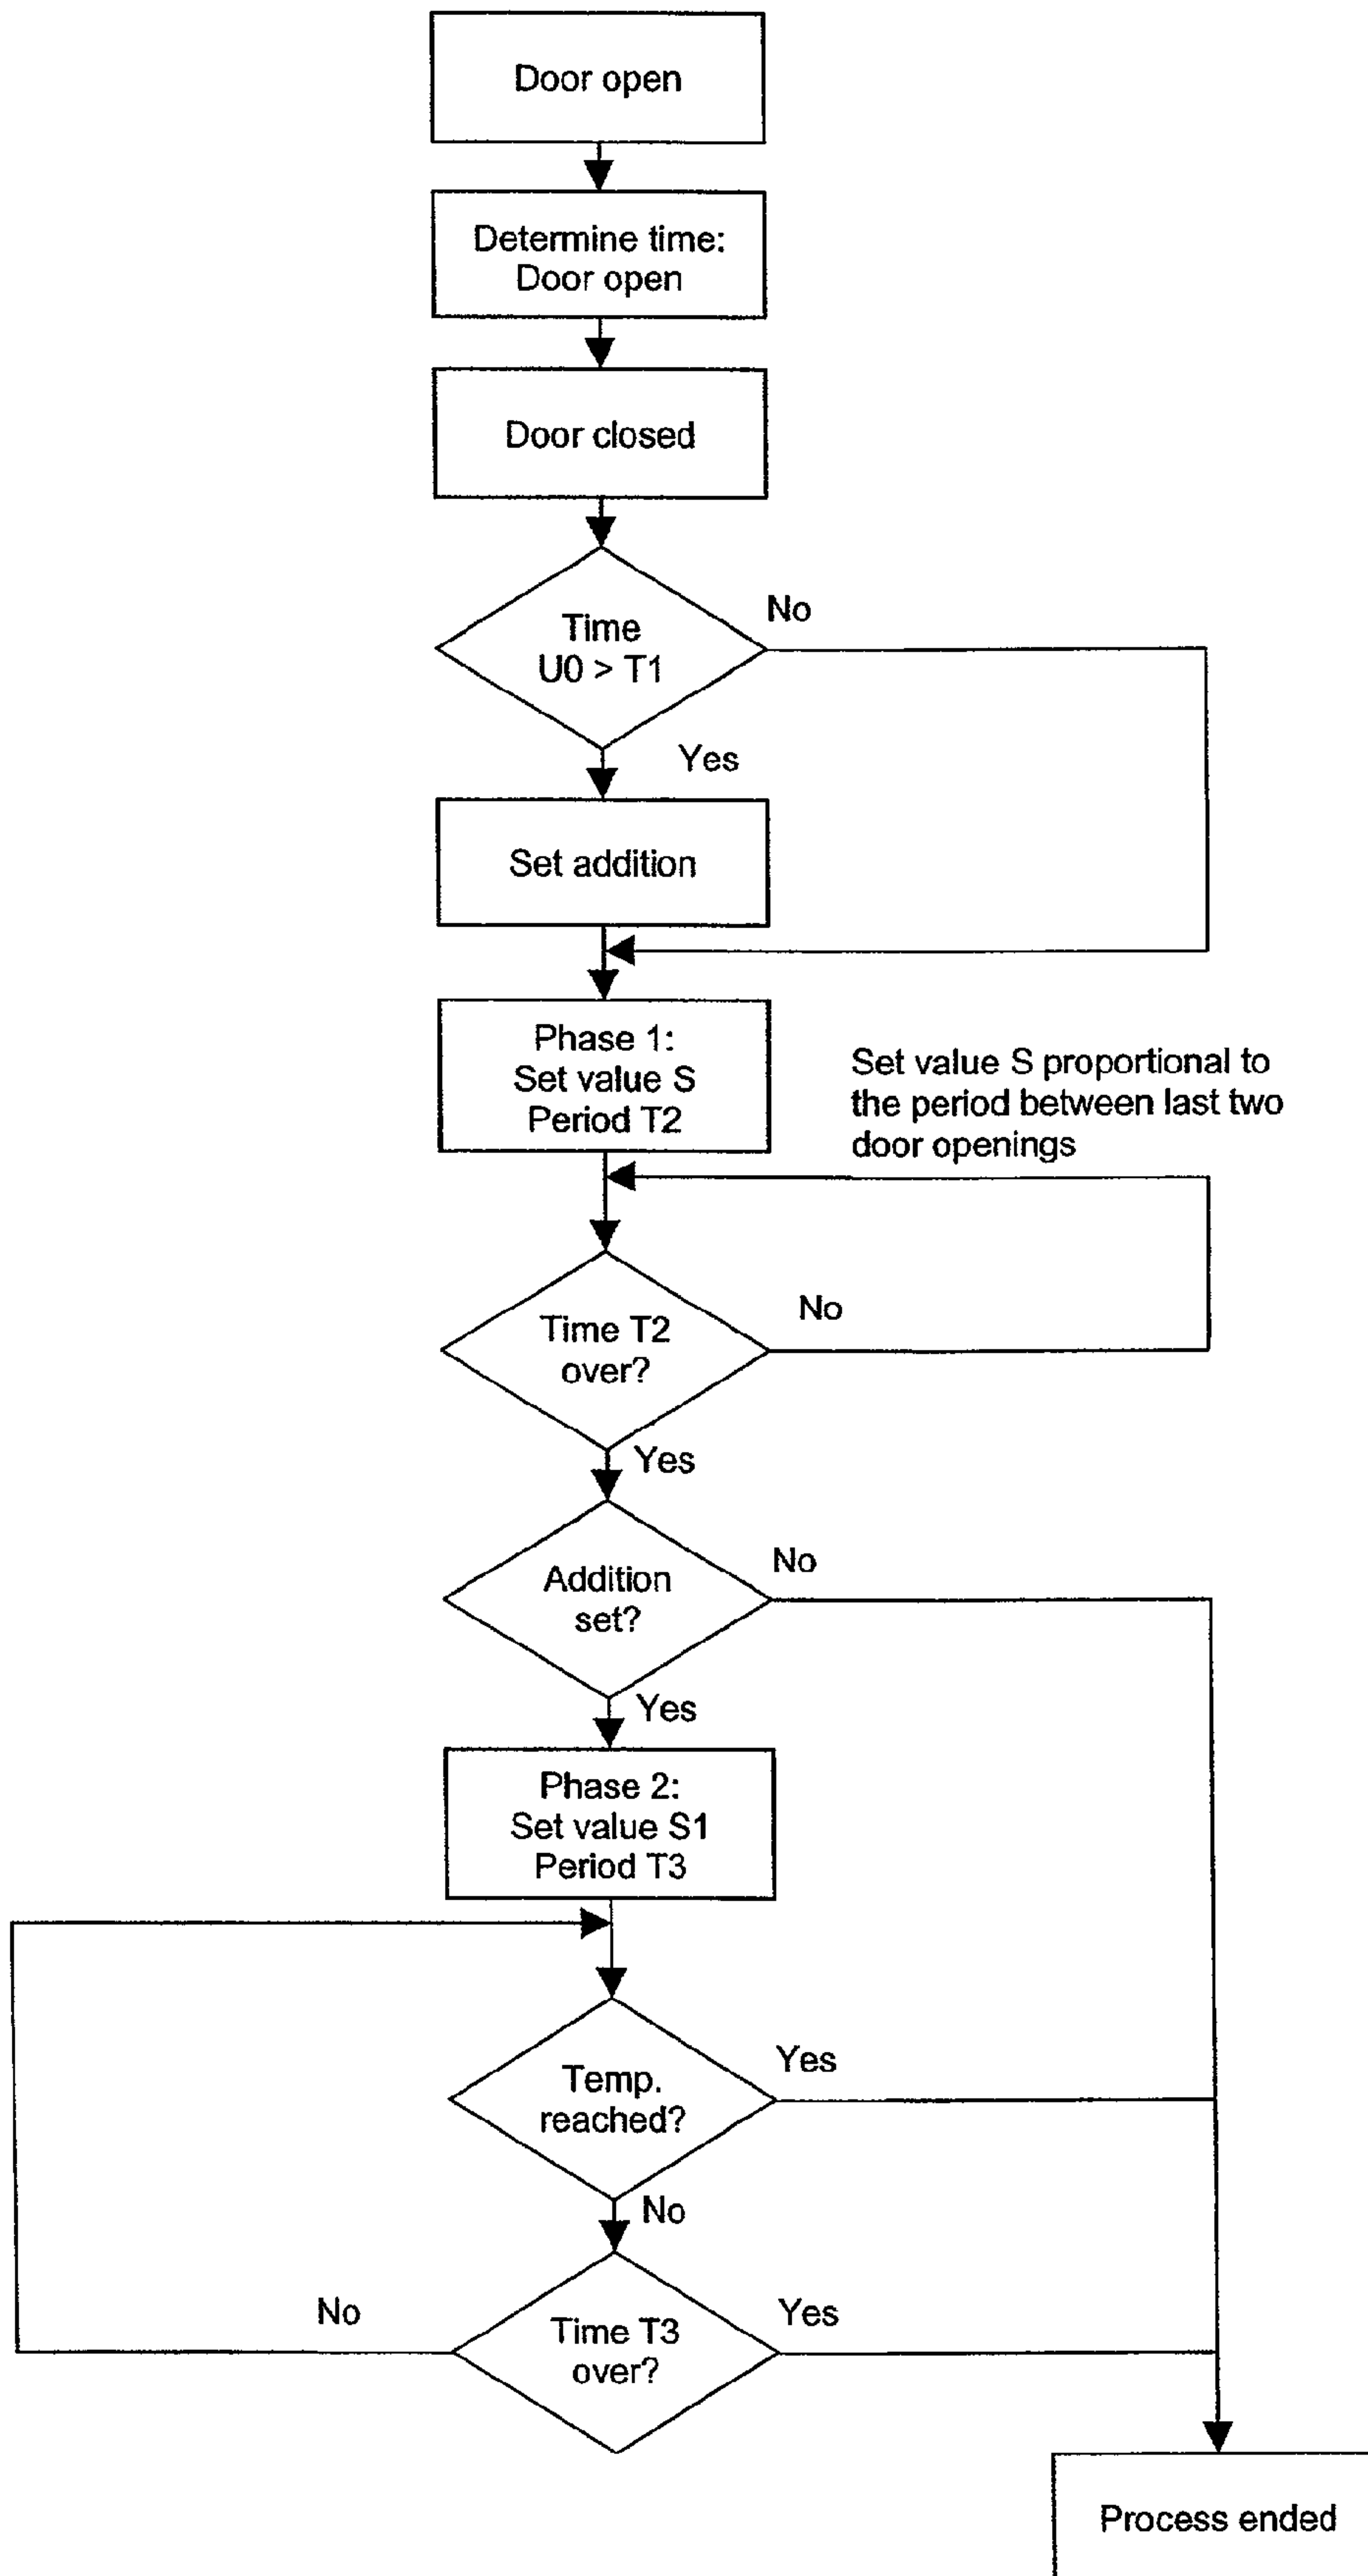 Door open
Determine time:
Door open
Door closed
Time
U0 > T1
No
Yes
Set addition
Phase 1:
Set value S
Period T2
Set value S proportional to
the period between last two
door openings
Time T2
over?
No
Yes
Addition
set?
No
Yes
Phase 2:
Set value S1
Period T3
Temp.
reached?
Yes
No
Time T3
over?
No
Yes
Process ended